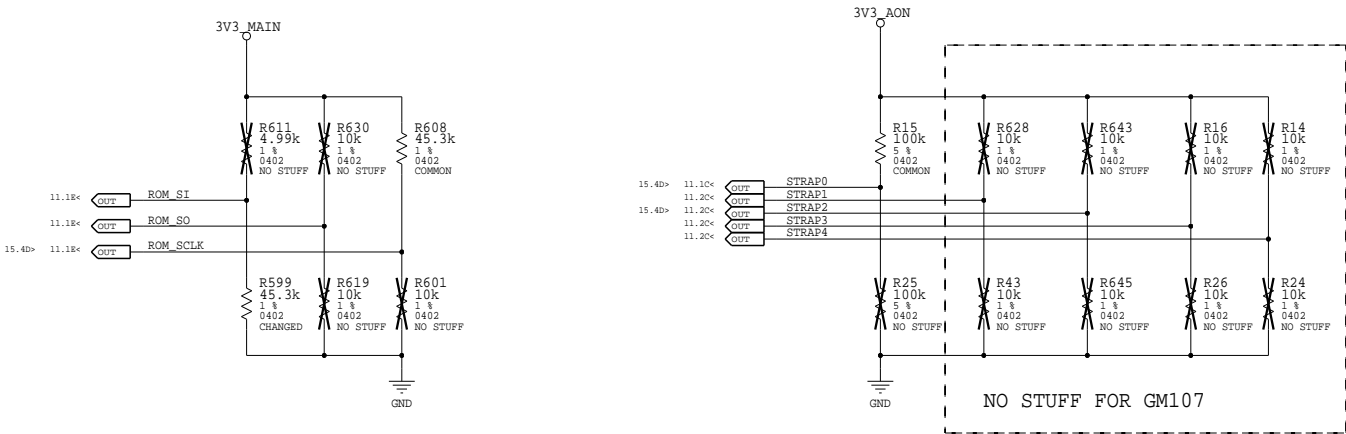 3V3_MAIN
R611
4.99k
1 %
0402
NO STUFF
R630
10k
1 %
0402
NO STUFF
R608
45.3k
1 %
0402
COMMON
11.1E< OUT ROM_SI
11.1E< OUT ROM_SO
15.4D> 11.1E< OUT ROM_SCLK
R599
45.3k
1 %
0402
CHANGED
R619
10k
1 %
0402
NO STUFF
R601
10k
1 %
0402
NO STUFF
GND
3V3_AON
R15
100k
5 %
0402
COMMON
R628
10k
1 %
0402
NO STUFF
R643
10k
1 %
0402
NO STUFF
R16
10k
1 %
0402
NO STUFF
R14
10k
1 %
0402
NO STUFF
15.4D> 11.1C< OUT STRAP0
11.2C< OUT STRAP1
15.4D> 11.2C< OUT STRAP2
11.2C< OUT STRAP3
11.2C< OUT STRAP4
R25
100k
5 %
0402
NO STUFF
R43
10k
1 %
0402
NO STUFF
R645
10k
1 %
0402
NO STUFF
R26
10k
1 %
0402
NO STUFF
R24
10k
1 %
0402
NO STUFF
GND
NO STUFF FOR GM107